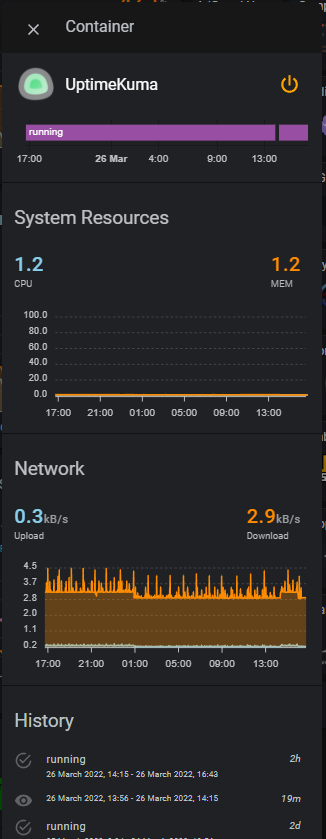 Container
UptimeKuma
running
17:00 26 Mar 4:00 9:00 13:00
System Resources
1.2 1.2
CPU MEM
100.0
80.0
60.0
40.0
20.0
0.0
17:00 21:00 01:00 05:00 09:00 13:00
Network
0.3kB/s 2.9kB/s
Upload Download
4.5
3.7
2.8
2.0
1.1
0.2
17:00 21:00 01:00 05:00 09:00 13:00
History
running 2h
26 March 2022, 14:15 - 26 March 2022, 16:43
26 March 2022, 13:56 - 26 March 2022, 14:15 19m
running 2d